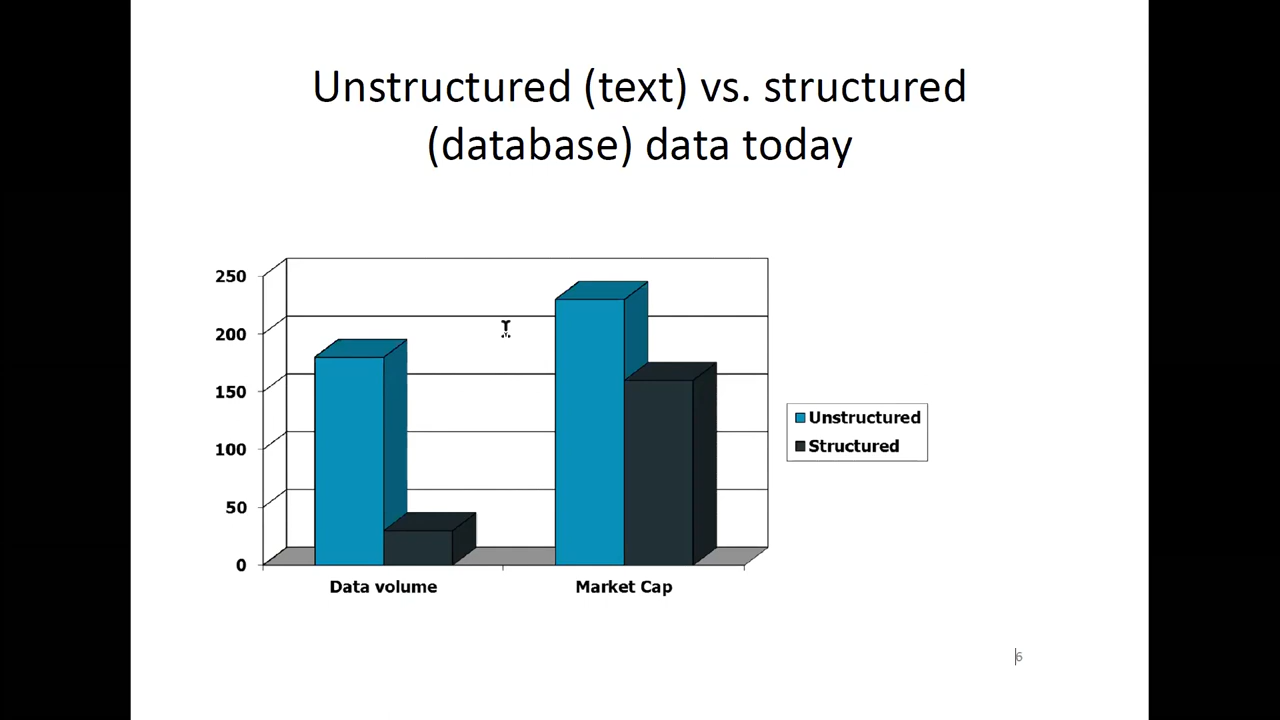 Unstructured (text) vs. structured
(database) data today
250
200
150
100
50
0
Data volume
Market Cap
Unstructured
Structured
6